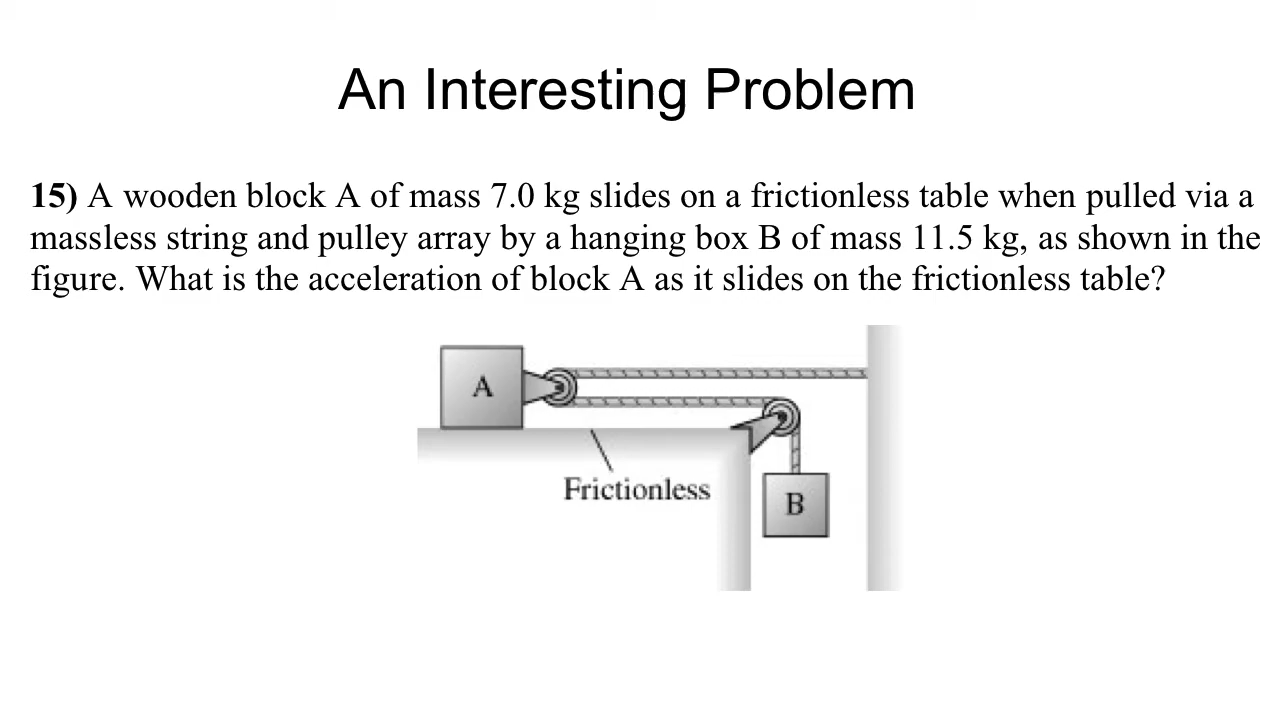 An Interesting Problem
15) A wooden block A of mass 7.0 kg slides on a frictionless table when pulled via a
massless string and pulley array by a hanging box B of mass 11.5 kg, as shown in the
figure. What is the acceleration of block A as it slides on the frictionless table?
A
Frictionless
B